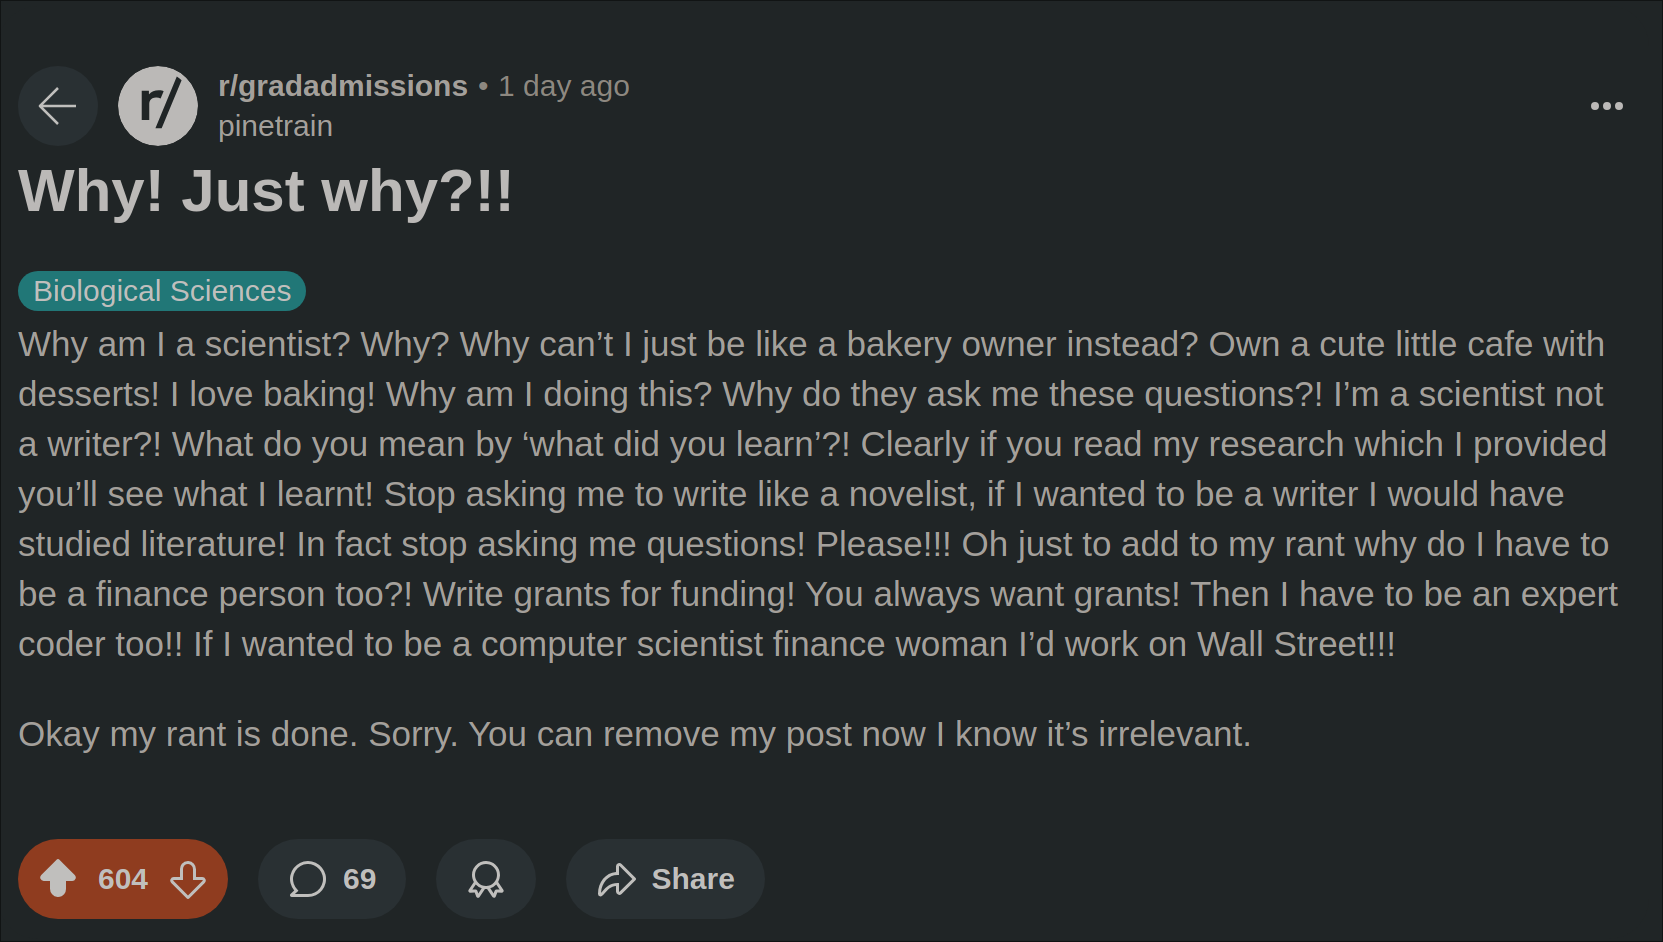 r/
r/gradadmissions • 1 day ago
pinetrain
Why! Just why?!!
Biological Sciences
Why am I a scientist? Why? Why can’t I just be like a bakery owner instead? Own a cute little cafe with
desserts! I love baking! Why am I doing this? Why do they ask me these questions?! I’m a scientist not
a writer?! What do you mean by ‘what did you learn’?! Clearly if you read my research which I provided
you’ll see what I learnt! Stop asking me to write like a novelist, if I wanted to be a writer I would have
studied literature! In fact stop asking me questions! Please!!! Oh just to add to my rant why do I have to
be a finance person too?! Write grants for funding! You always want grants! Then I have to be an expert
coder too!! If I wanted to be a computer scientist finance woman I’d work on Wall Street!!!
Okay my rant is done. Sorry. You can remove my post now I know it’s irrelevant.
604 69 Share